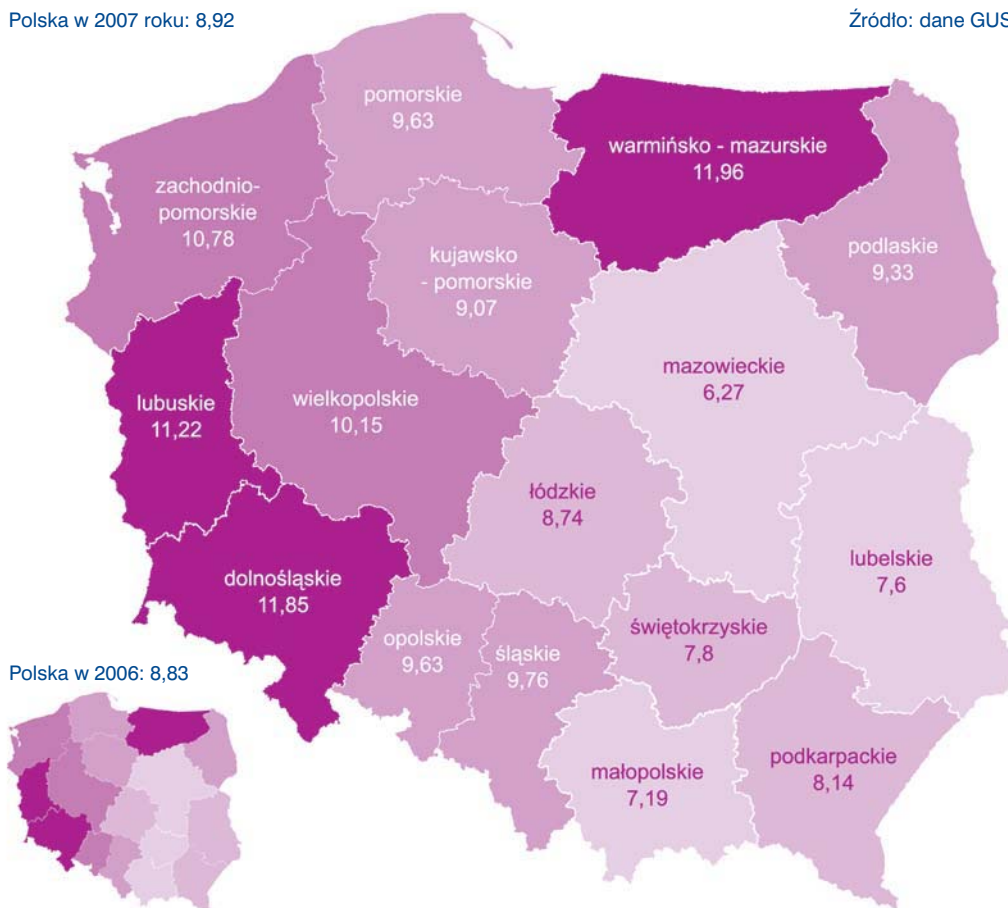 Polska w 2007 roku: 8,92
Źródło: dane GUS
pomorskie
9,63
warmińsko - mazurskie
11,96
zachodnio-
pomorskie
10,78
kujawsko
- pomorskie
9,07
podlaskie
9,33
mazowieckie
6,27
lubuskie
11,22
wielkopolskie
10,15
łódzkie
8,74
lubelskie
7,6
dolnośląskie
11,85
opolskie
9,63
śląskie
9,76
świętokrzyskie
7,8
Polska w 2006: 8,83
małopolskie
7,19
podkarpackie
8,14